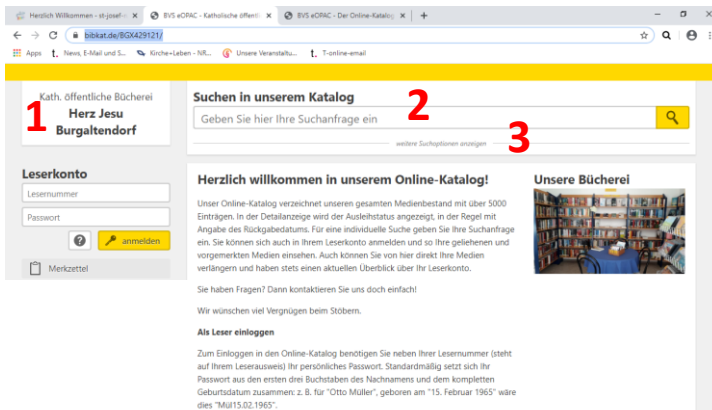 Herzlich Willkommen - st-josef-
BVS eOPAC - Katholische öffentl
BVS eOPAC - Der Online-Katalog
bibkat.de/BGX429121/
Apps
News, E-Mail und S...
Kirche+Leben - NR...
Unsere Veranstaltu...
T-online-email
Kath. öffentliche Bücherei
Herz Jesu
Burgaltendorf
1
Suchen in unserem Katalog
2
Geben Sie hier Ihre Suchanfrage ein
weitere Suchoptionen anzeigen
3
Leserkonto
Lesernummer
Passwort
? anmelden
Merkzettel
Herzlich willkommen in unserem Online-Katalog!
Unser Online-Katalog verzeichnet unseren gesamten Medienbestand mit über 5000
Einträgen. In der Detailanzeige wird der Ausleihstatus angezeigt, in der Regel mit
Angabe des Rückgabedatums. Für eine individuelle Suche geben Sie Ihre Suchanfrage
ein. Sie können sich auch in Ihrem Leserkonto anmelden und so Ihre geliehenen und
vorgemerkten Medien einsehen. Auch können Sie von hier direkt Ihre Medien
verlängern und haben stets einen aktuellen Überblick über Ihr Leserkonto.
Sie haben Fragen? Dann kontaktieren Sie uns doch einfach!
Wir wünschen viel Vergnügen beim Stöbern.
Als Leser einloggen
Zum Einloggen in den Online-Katalog benötigen Sie neben Ihrer Lesernummer (steht
auf Ihrem Leserausweis) Ihr persönliches Passwort. Standardmäßig setzt sich Ihr
Passwort aus den ersten drei Buchstaben des Nachnamens und dem kompletten
Geburtsdatum zusammen: z. B. für "Otto Müller", geboren am "15. Februar 1965" wäre
dies "Mül15.02.1965".
Unsere Bücherei